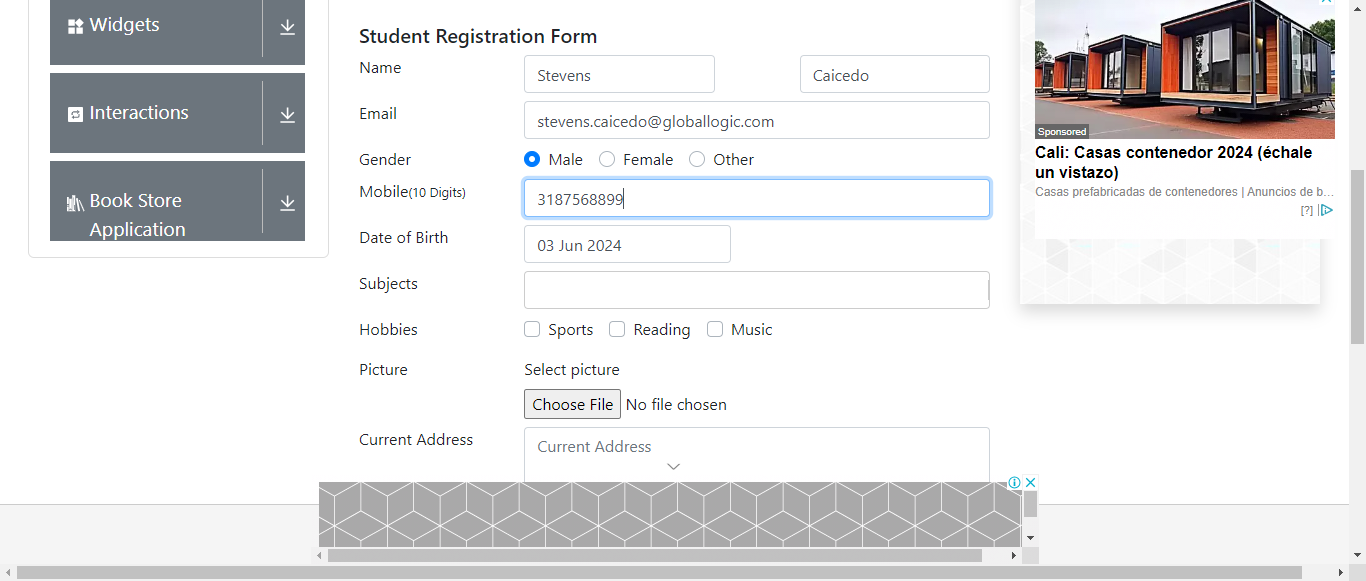 Widgets
Interactions
Book Store
Application
Student Registration Form
Name
Stevens
Caicedo
Email
stevens.caicedo@globallogic.com
Gender
Male
Female
Other
Mobile(10 Digits)
3187568899
Date of Birth
03 Jun 2024
Subjects
Hobbies
Sports
Reading
Music
Picture
Select picture
Choose File
No file chosen
Current Address
Current Address
Sponsored
Cali: Casas contenedor 2024 (échale
un vistazo)
Casas prefabricadas de contenedores | Anuncios de b...
[?]